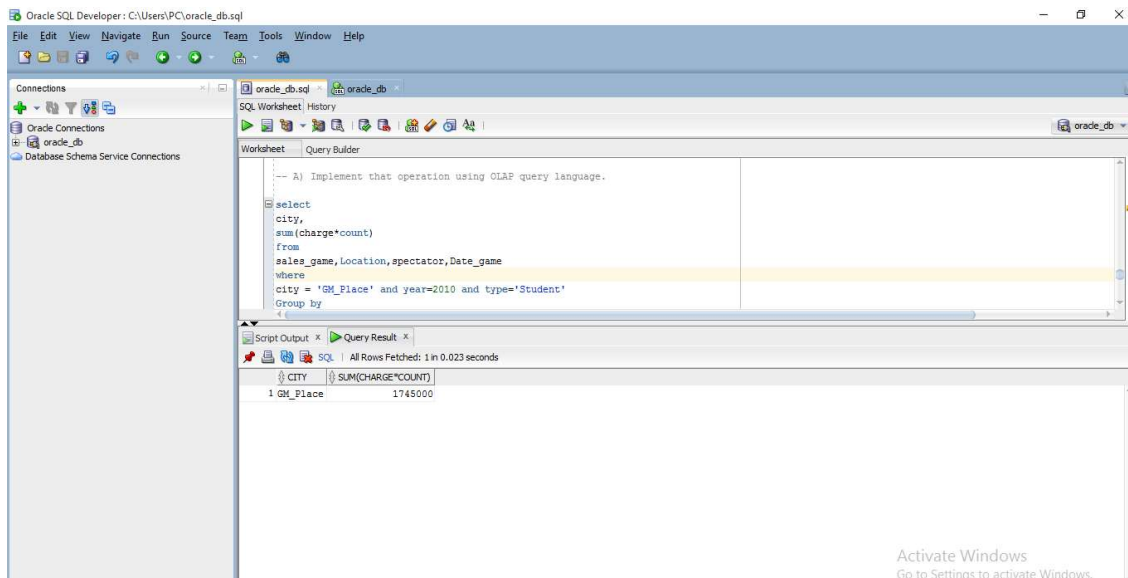 Oracle SQL Developer : C:\Users\PC\oracle_db.sql
File Edit View Navigate Run Source Team Tools Window Help
Connections
oracle_db.sql
oracle_db
SQL Worksheet History
oracle_db
Oracle Connections
oracle_db
Database Schema Service Connections
Worksheet Query Builder
-- A) Implement that operation using OLAP query language.
select
city,
sum(charge*count)
from
sales_game,Location,spectator,Date_game
where
city = 'GM_Place' and year=2010 and type='Student'
Group by
Script Output x Query Result x
SQL | All Rows Fetched: 1 in 0.023 seconds
CITY SUM(CHARGE*COUNT)
1 GM_Place 1745000
Activate Windows
Go to Settings to activate Windows.